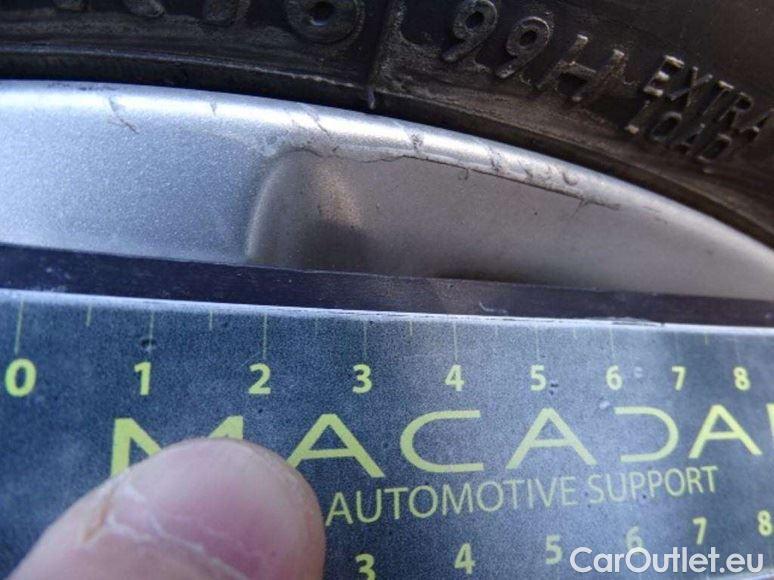 99H EXTRA
LOAD
0 1 2 3 4 5 6 7 8
MACADA
AUTOMOTIVE SUPPORT
3 4 5 6 7 8
CarOutlet.eu